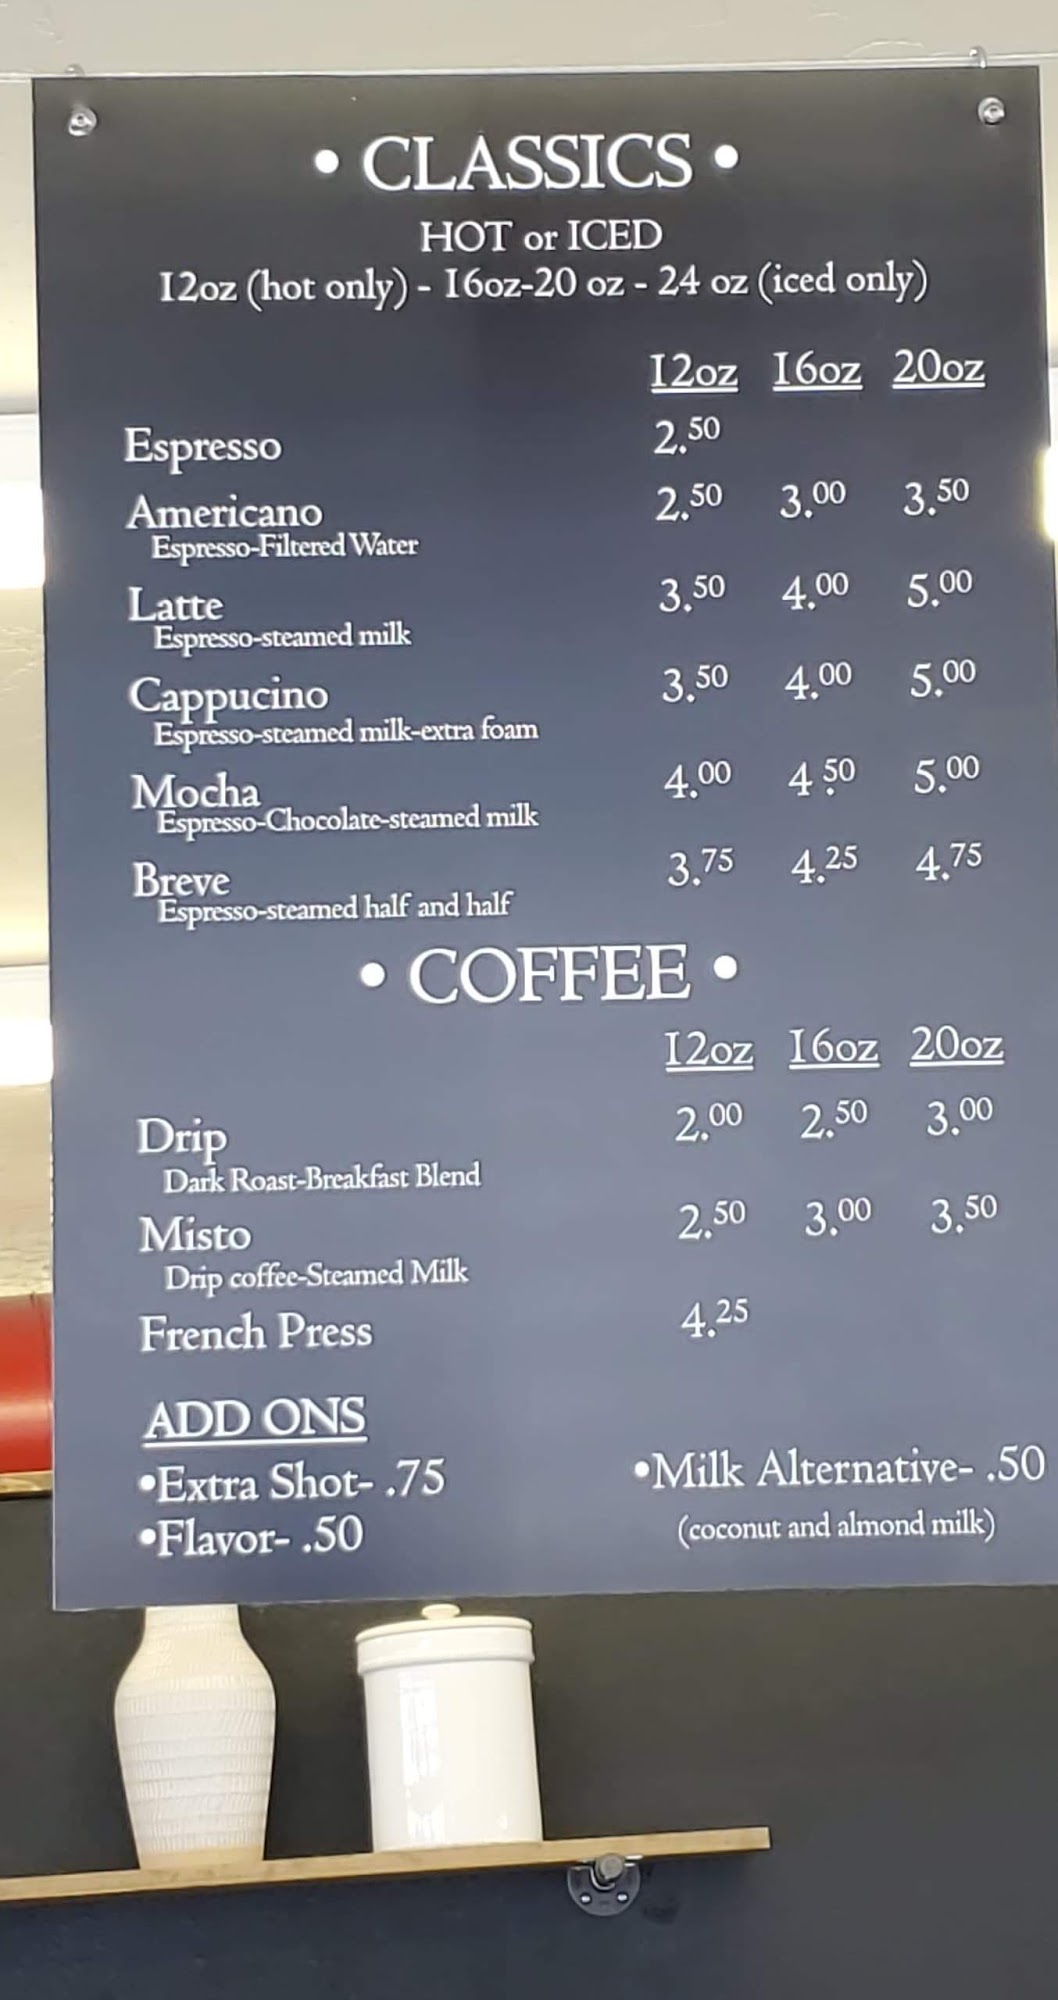 • CLASSICS •
HOT or ICED
12oz (hot only) - 16oz-20 oz - 24 oz (iced only)
12oz 16oz 20oz
Espresso 2.50
Americano 2.50 3.00 3.50
Espresso-Filtered Water
Latte 3.50 4.00 5.00
Espresso-steamed milk
Cappucino 3.50 4.00 5.00
Espresso-steamed milk-extra foam
Mocha 4.00 4.50 5.00
Espresso-Chocolate-steamed milk
Breve 3.75 4.25 4.75
Espresso-steamed half and half
• COFFEE •
12oz 16oz 20oz
Drip 2.00 2.50 3.00
Dark Roast-Breakfast Blend
Misto 2.50 3.00 3.50
Drip coffee-Steamed Milk
French Press 4.25
ADD ONS
•Extra Shot- .75 •Milk Alternative- .50
•Flavor- .50 (coconut and almond milk)